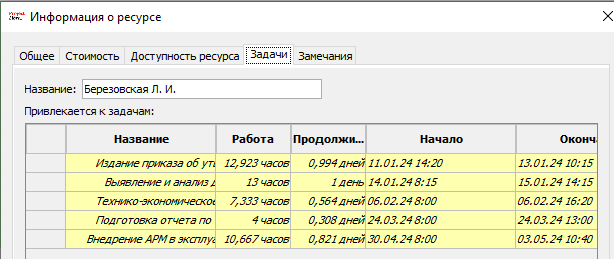 Информация о ресурсе
Общее Стоимость Доступность ресурса Задачи Замечания
Название: Березовская Л. И.
Привлекается к задачам:
Название Работа Продолжи... Начало Оконча
Издание приказа об утв 12,923 часов 0,994 дней 11.01.24 14:20 13.01.24 10:15
Выявление и анализ д 13 часов 1 день 14.01.24 8:15 15.01.24 14:15
Технико-экономическое 7,333 часов 0,564 дней 06.02.24 8:00 06.02.24 16:20
Подготовка отчета по 4 часов 0,308 дней 24.03.24 8:00 24.03.24 13:00
Внедрение АРМ в эксплуа 10,667 часов 0,821 дней 30.04.24 8:00 03.05.24 10:40